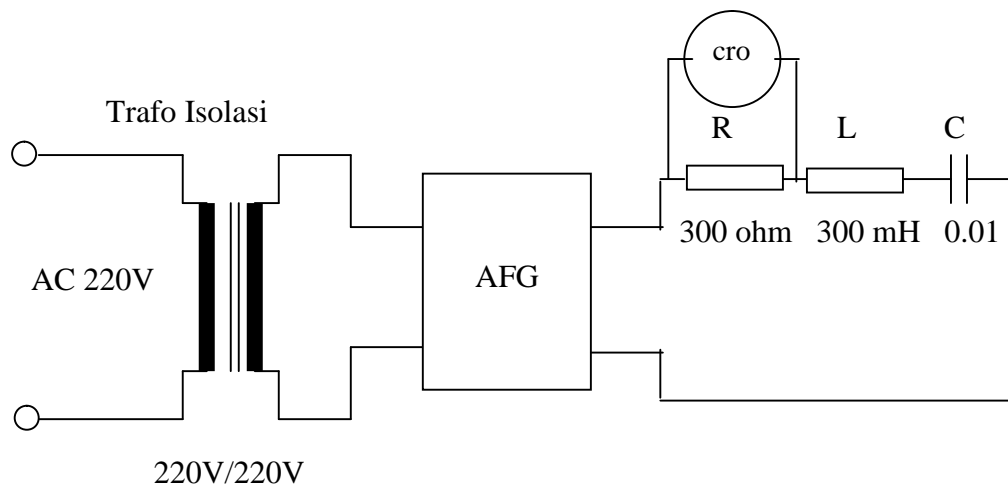 cro
Trafo Isolasi
R L C
300 ohm 300 mH 0.01
AC 220V
AFG
220V/220V